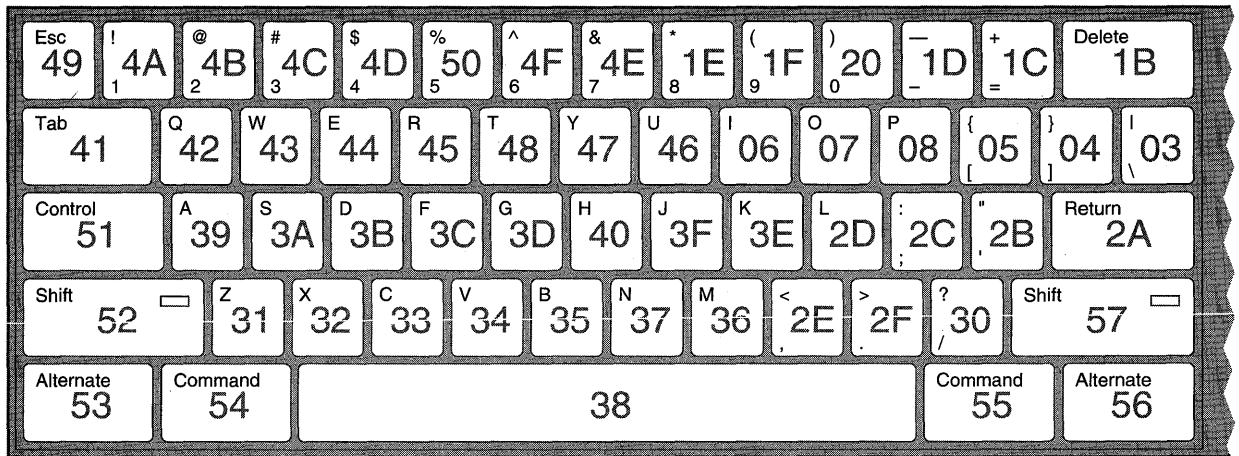 Esc ! @ # $ % ^ & * ( ) — + Delete
49 4A 4B 4C 4D 50 4F 4E 1E 1F 20 1D 1C 1B
1 2 3 4 5 6 7 8 9 0 – =
Tab Q W E R T Y U I O P { } |
41 42 43 44 45 48 47 46 06 07 08 05 04 03
[ ] \
Control A S D F G H J K L : " Return
51 39 3A 3B 3C 3D 40 3F 3E 2D 2C 2B 2A
; '
Shift Z X C V B N M < > ? Shift
52 31 32 33 34 35 37 36 2E 2F 30 57
, . /
Alternate Command Command Alternate
53 54 38 55 56